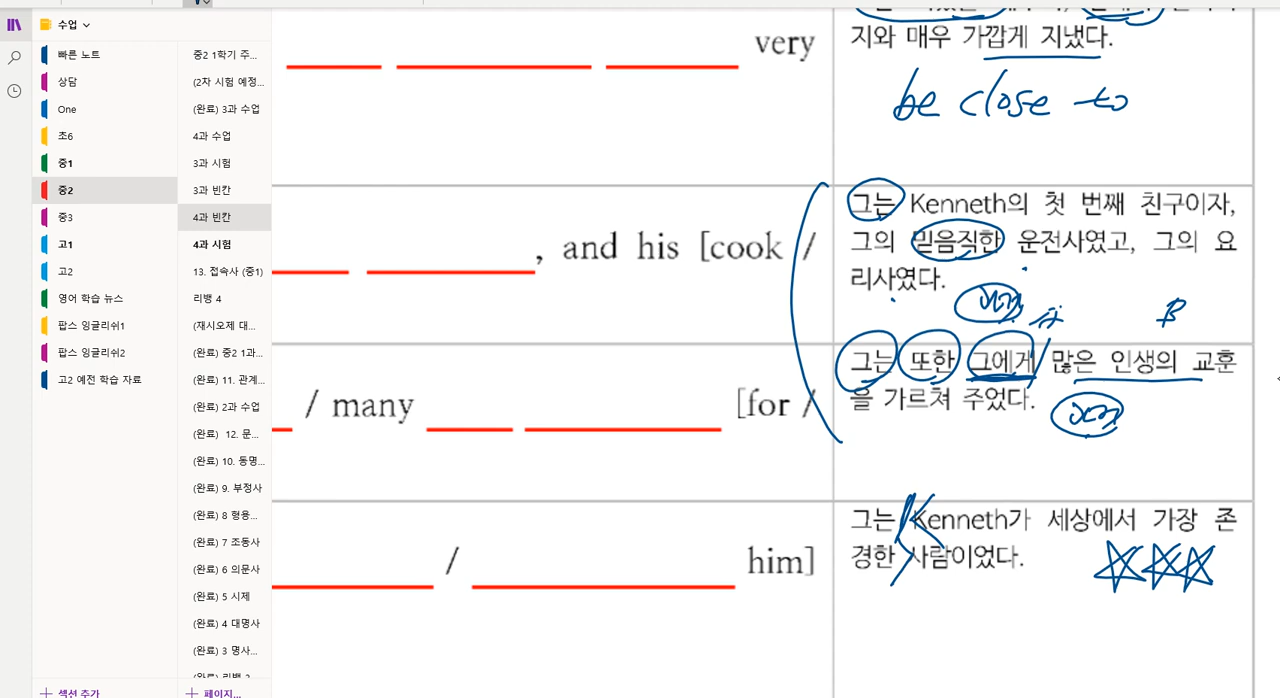 수업
빠른 노트
상담
One
초6
중1
중2
중3
고1
고2
영어 학습 뉴스
팝스 잉글리쉬1
팝스 잉글리쉬2
고2 예전 학습 자료
섹션 추가
중2 1학기 주...
(2차 시험 예정...
(완료) 3과 수업
4과 수업
3과 시험
3과 빈칸
4과 빈칸
4과 시험
13. 접속사 (중1)
리뱅 4
(재시오제 대...
(완료) 중2 1과...
(완료) 11. 관계...
(완료) 2과 수업
(완료) 12. 문...
(완료) 10. 동명...
(완료) 9. 부정사
(완료) 8 형용...
(완료) 7 조동사
(완료) 6 의문사
(완료) 5 시제
(완료) 4 대명사
(완료) 3 명사...
페이지...
very
지와 매우 가깝게 지냈다.
be close to
, and his [cook /
그는 Kenneth의 첫 번째 친구이자,
그의 믿음직한 운전사였고, 그의 요
리사였다.
/ many [for /
그는 또한 그에게 많은 인생의 교훈
을 가르쳐 주었다.
/ him]
그는 Kenneth가 세상에서 가장 존
경한 사람이었다.